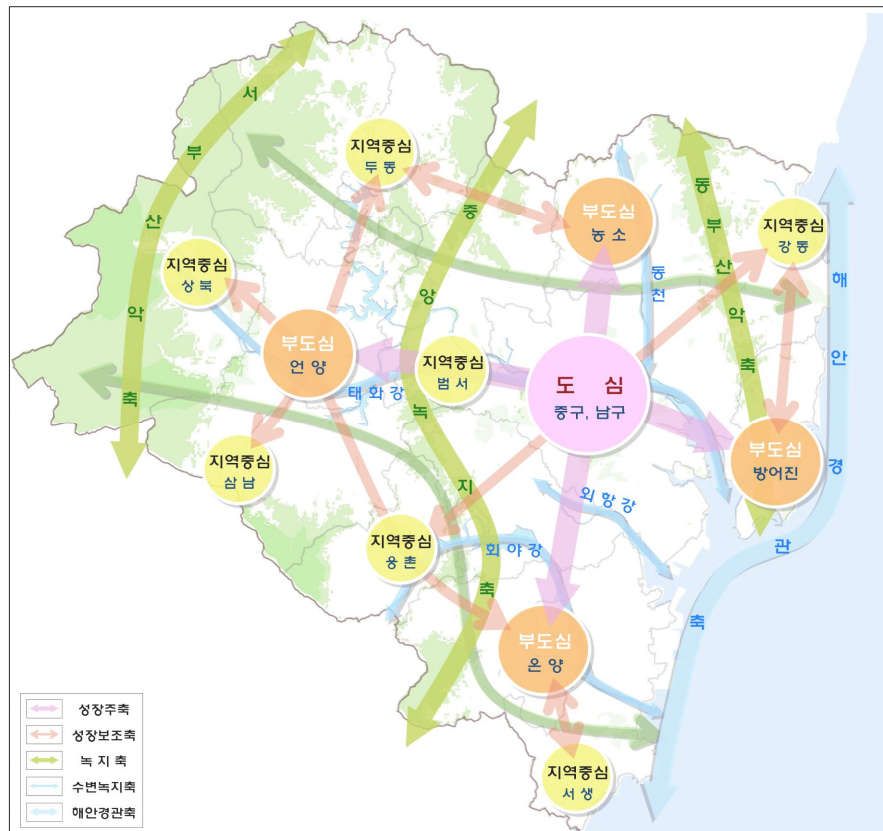 서부산악축
지역중심
두동
중앙녹지축
부도심
농소
동부산악축
지역중심
강동
지역중심
상북
동천
해안경관축
부도심
언양
지역중심
범서
도심
중구, 남구
태화강
지역중심
삼남
부도심
방어진
외항강
지역중심
웅촌
회야강
부도심
온양
지역중심
서생
성장주축
성장보조축
녹지축
수변녹지축
해안경관축